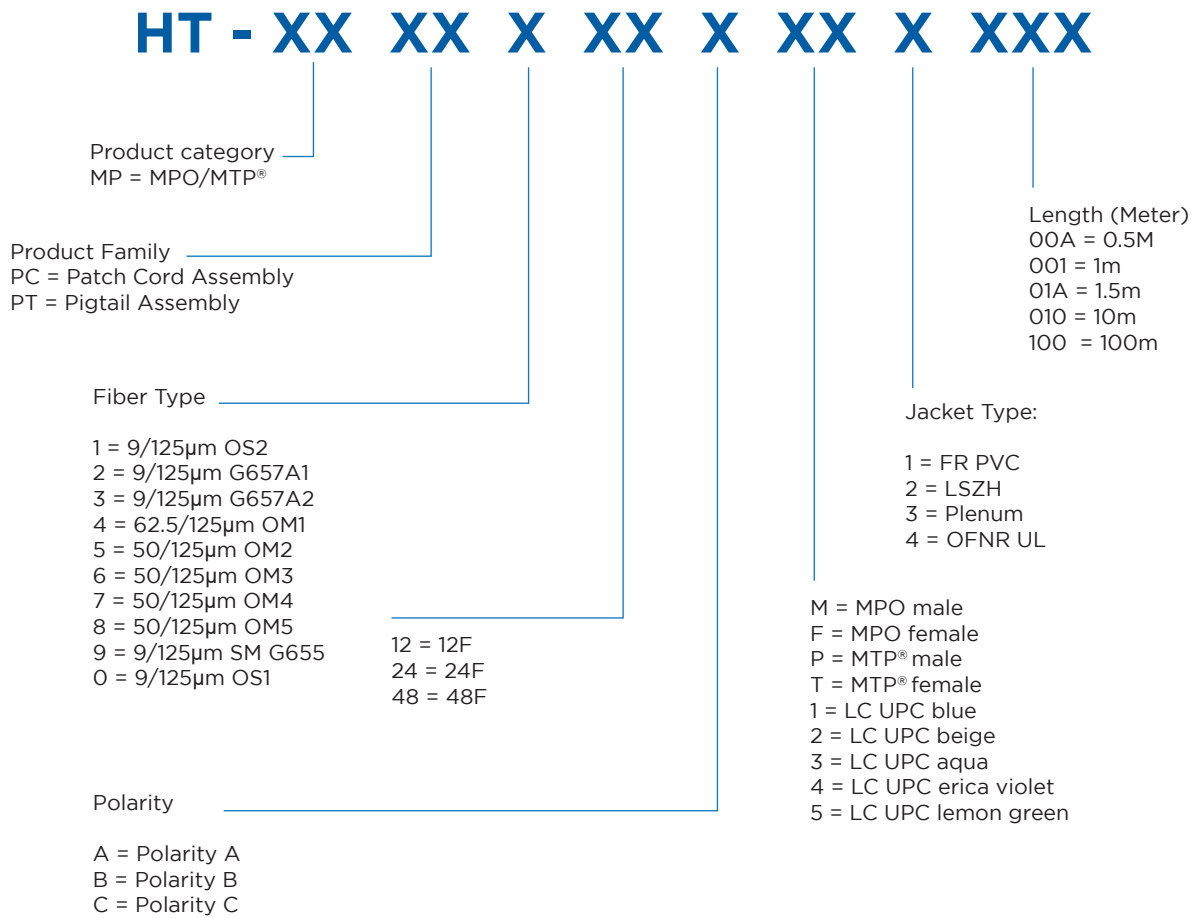 HT - XX XX X XX X XX X XXX
Product category
MP = MPO/MTP®
Product Family
PC = Patch Cord Assembly
PT = Pigtail Assembly
Length (Meter)
00A = 0.5M
001 = 1m
01A = 1.5m
010 = 10m
100 = 100m
Fiber Type
1 = 9/125µm OS2
2 = 9/125µm G657A1
3 = 9/125µm G657A2
4 = 62.5/125µm OM1
5 = 50/125µm OM2
6 = 50/125µm OM3
7 = 50/125µm OM4
8 = 50/125µm OM5
9 = 9/125µm SM G655
0 = 9/125µm OS1
12 = 12F
24 = 24F
48 = 48F
Jacket Type:
1 = FR PVC
2 = LSZH
3 = Plenum
4 = OFNR UL
M = MPO male
F = MPO female
P = MTP® male
T = MTP® female
1 = LC UPC blue
2 = LC UPC beige
3 = LC UPC aqua
4 = LC UPC erica violet
5 = LC UPC lemon green
Polarity
A = Polarity A
B = Polarity B
C = Polarity C